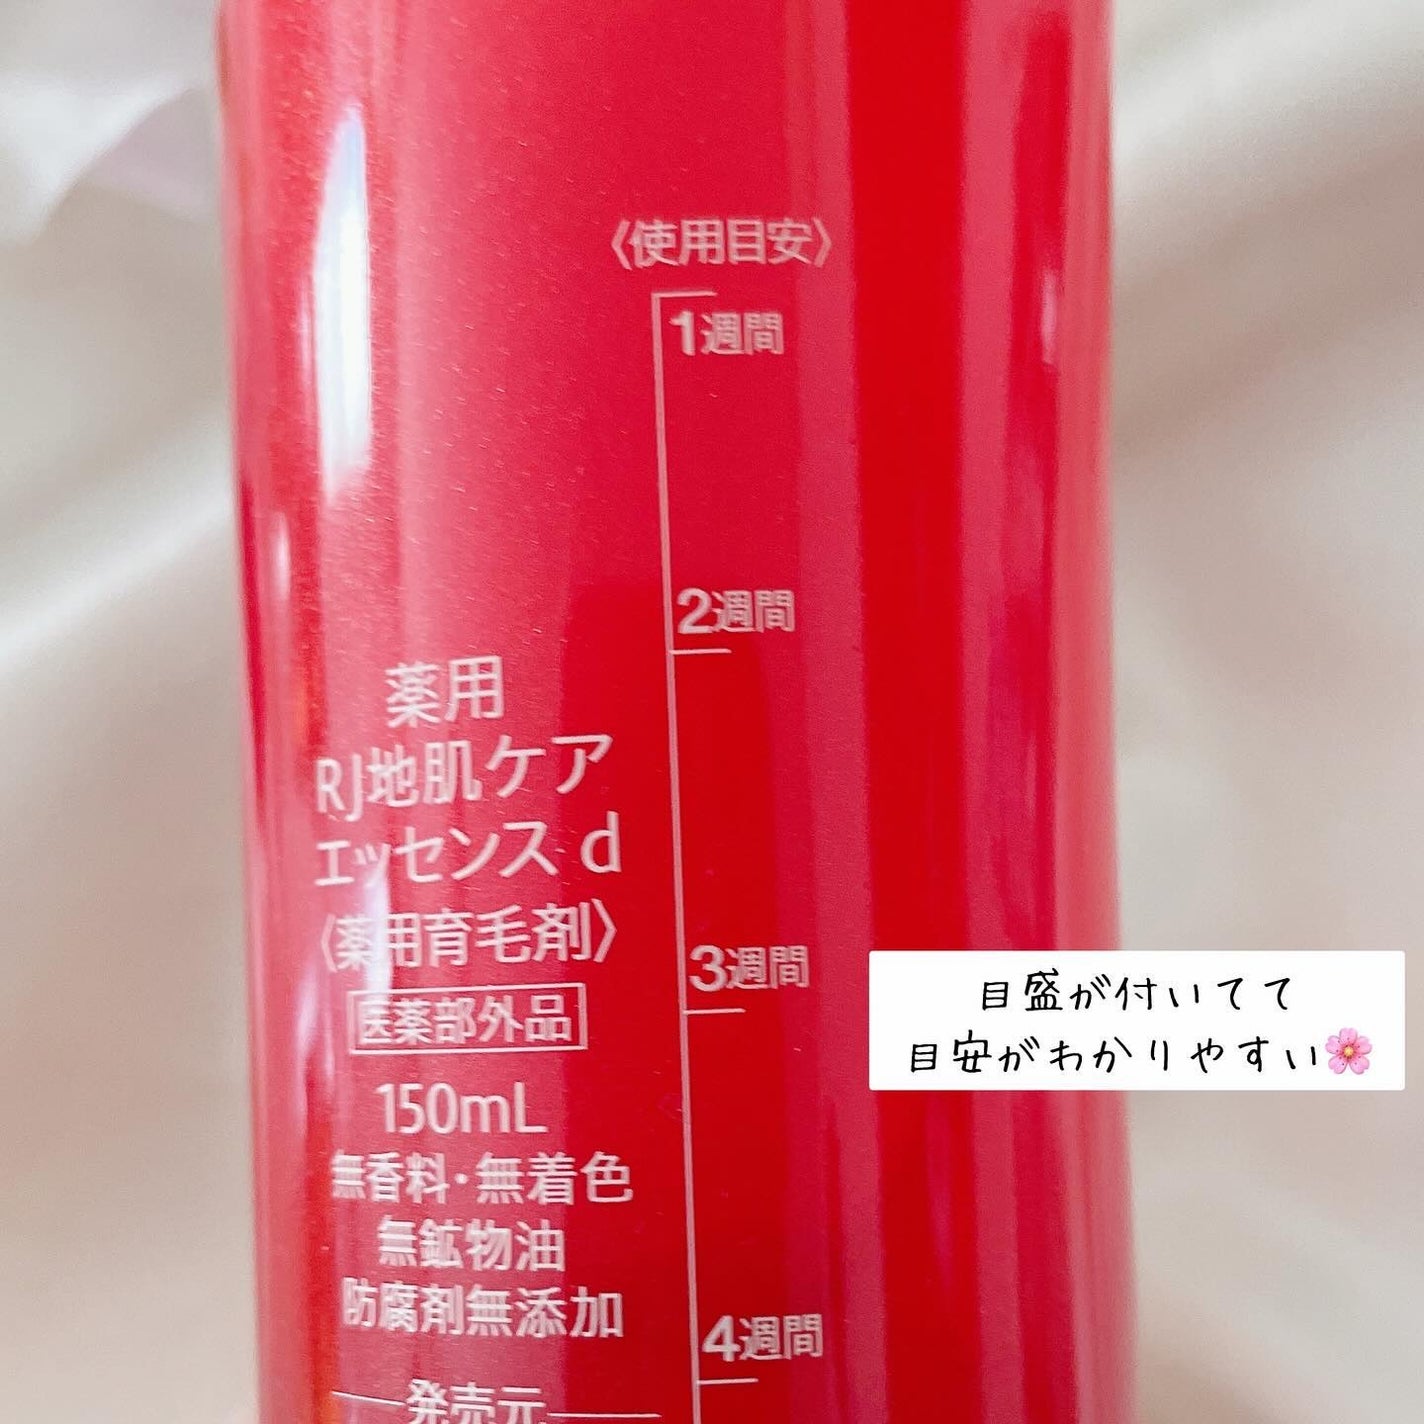 〈使用目安〉
1週間
2週間
3週間
4週間
薬用
RJ地肌ケア
エッセンス d
〈薬用育毛剤〉
医薬部外品
150mL
無香料・無着色
無鉱物油
防腐剤無添加
発売元
目盛が付いてて
目安がわかりやすい🌸